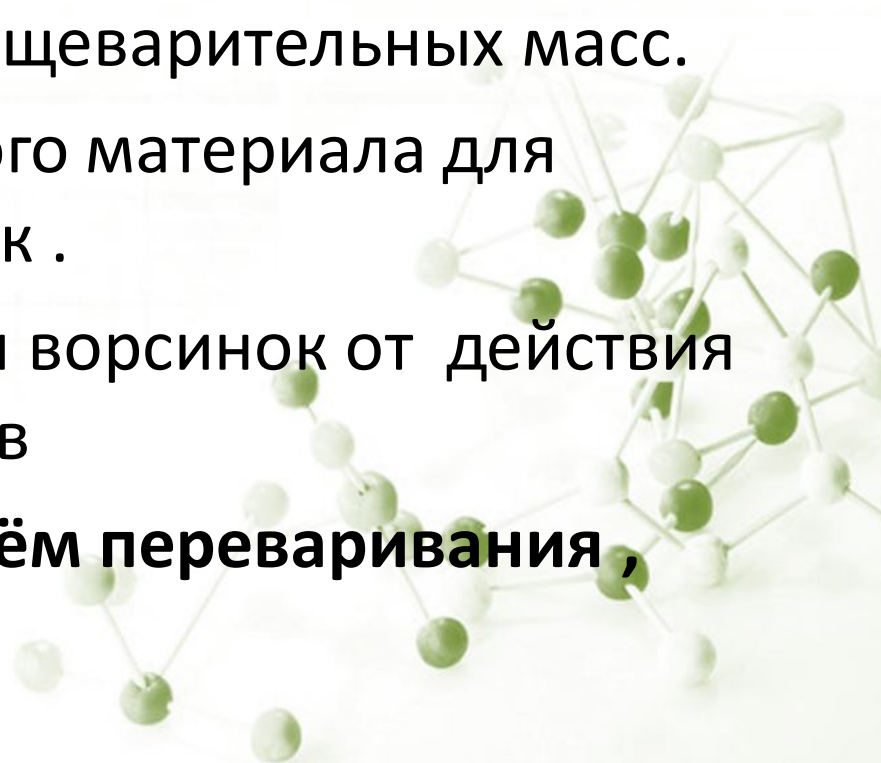 щеварительных масс.
ого материала для
к .
и ворсинок от действия
в
ём переваривания ,